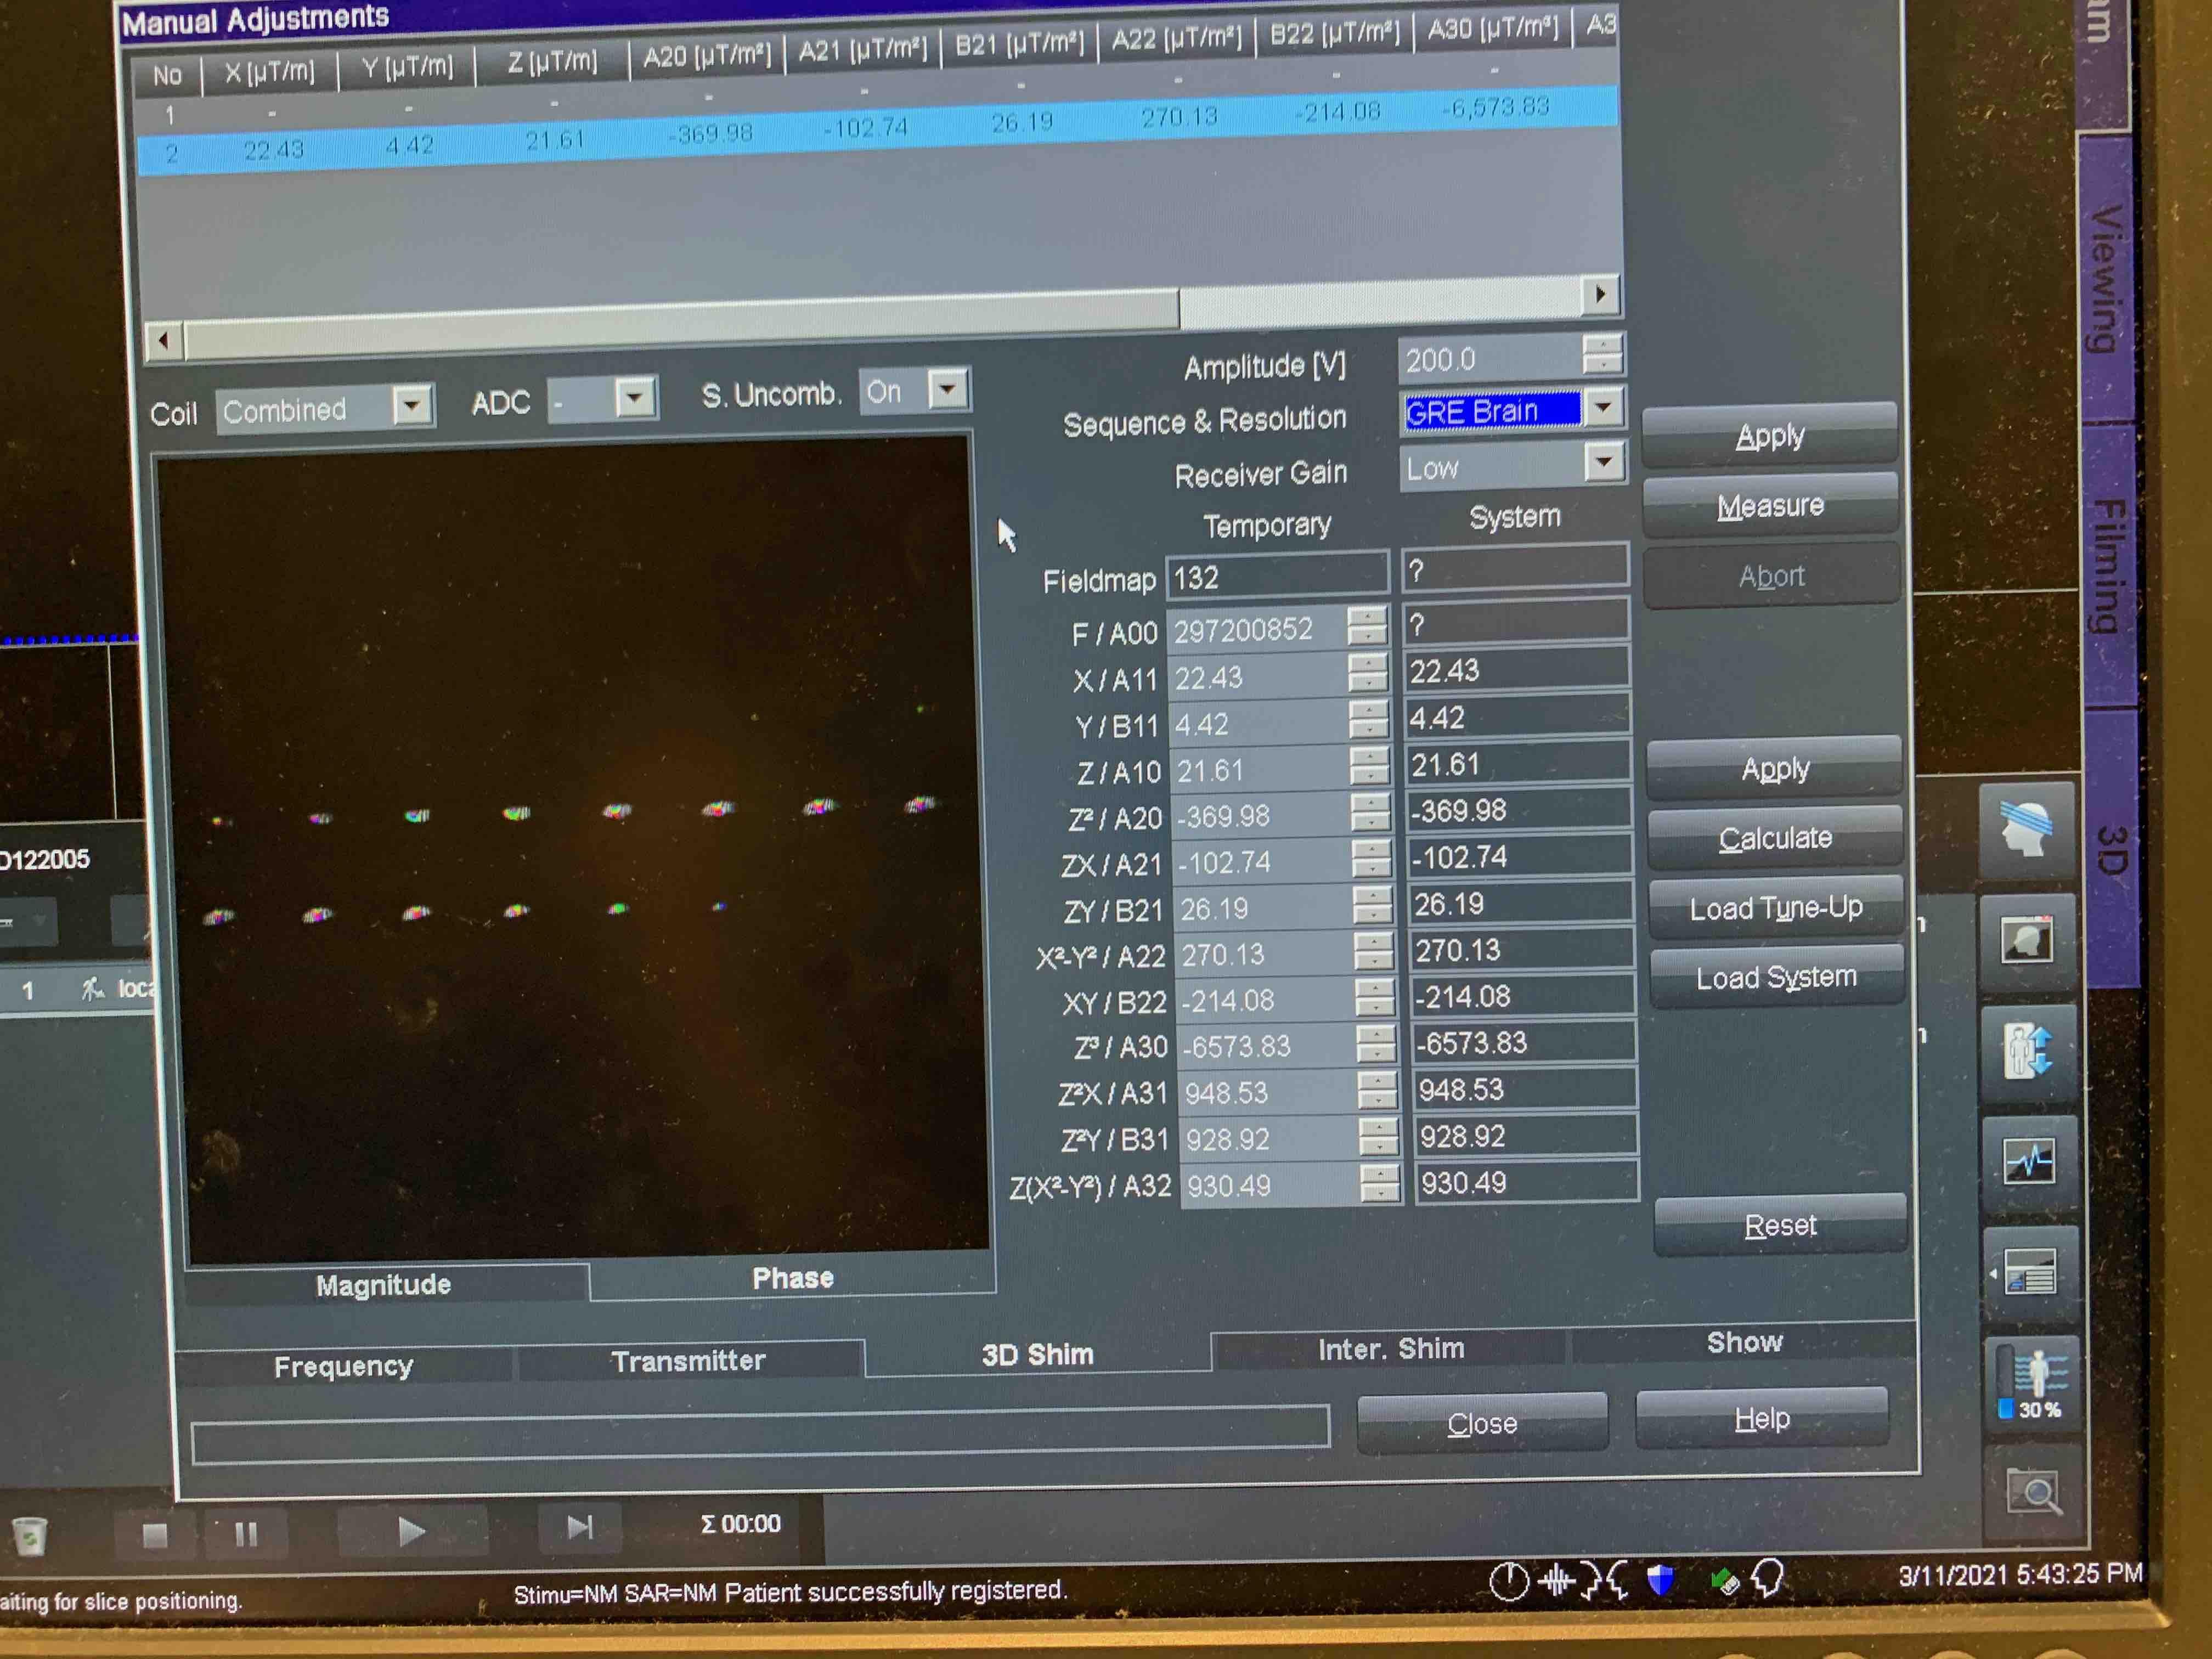 Manual Adjustments
No X [µT/m] Y [µT/m] Z [µT/m] A20 [µT/m²] A21 [µT/m²] B21 [µT/m²] A22 [µT/m²] B22 [µT/m²] A30 [µT/m³] A3
1 - - - - - - - - -
2 22.43 4.42 21.61 -369.98 -102.74 26.19 270.13 -214.08 -6,573.83
Coil Combined ADC - S. Uncomb. On
Amplitude [V] 200.0
Sequence & Resolution GRE Brain
Receiver Gain Low
Temporary System
Fieldmap 132 ?
F / A00 297200852 ?
X / A11 22.43 22.43
Y / B11 4.42 4.42
Z / A10 21.61 21.61
Z² / A20 -369.98 -369.98
ZX / A21 -102.74 -102.74
ZY / B21 26.19 26.19
X²-Y² / A22 270.13 270.13
XY / B22 -214.08 -214.08
Z³ / A30 -6573.83 -6573.83
Z²X / A31 948.53 948.53
Z²Y / B31 928.92 928.92
Z(X²-Y²) / A32 930.49 930.49
Apply
Measure
Abort
Apply
Calculate
Load Tune-Up
Load System
Reset
Magnitude Phase
Frequency Transmitter 3D Shim Inter. Shim Show
Close Help
D122005
1 loca
am
Viewing
Filming
3D
30 %
Σ 00:00
aiting for slice positioning.
Stimu=NM SAR=NM Patient successfully registered.
3/11/2021 5:43:25 PM